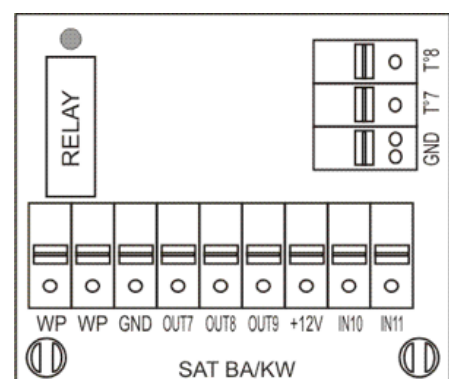 RELAY
T°8
T°7
GND
WP WP GND OUT7 OUT8 OUT9 +12V IN10 IN11
SAT BA/KW